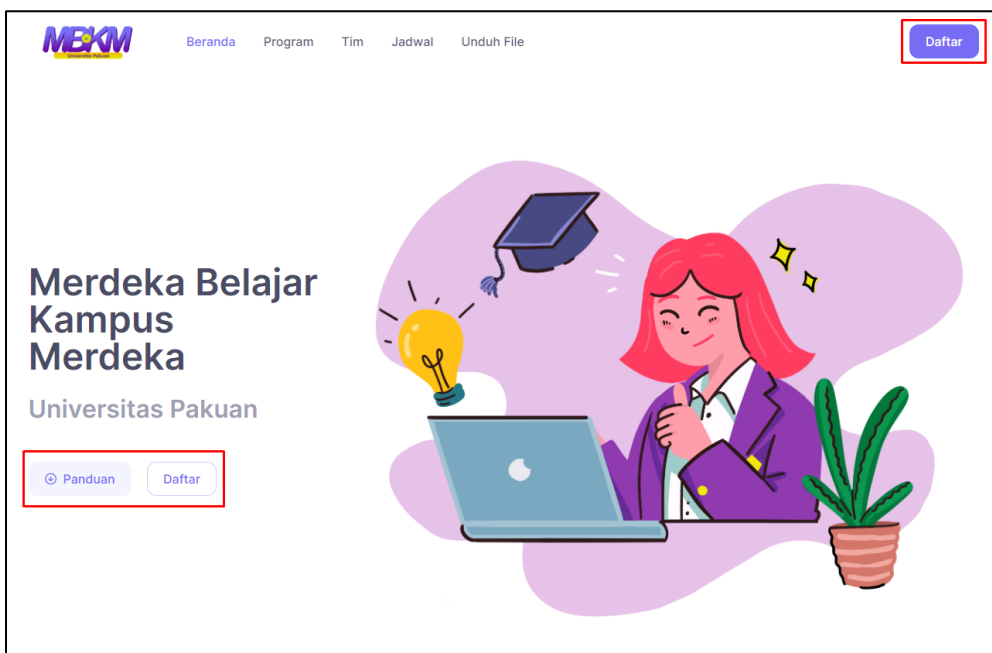 MBKM
Universitas Pakuan
Beranda Program Tim Jadwal Unduh File
Daftar
Merdeka Belajar
Kampus
Merdeka
Universitas Pakuan
Panduan Daftar